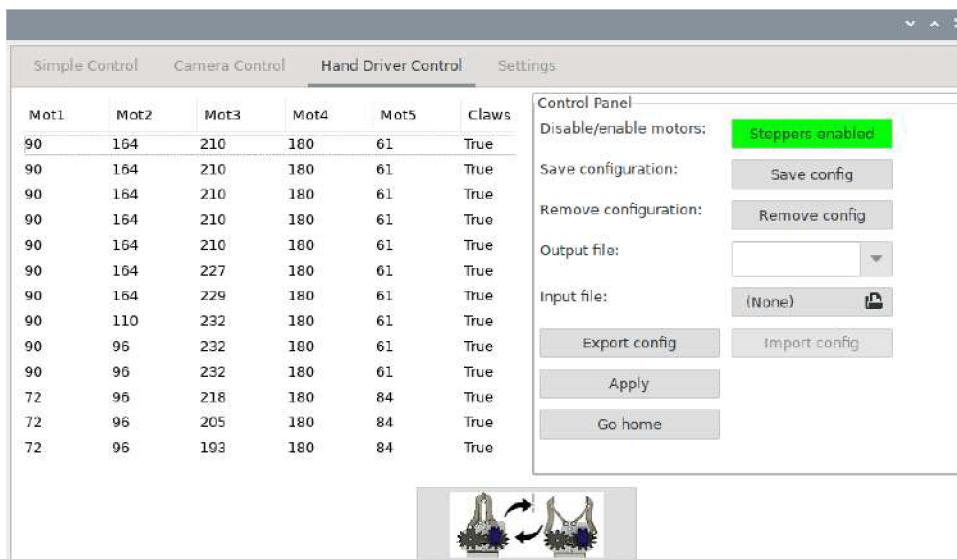 Simple Control Camera Control Hand Driver Control Settings
Mot1 Mot2 Mot3 Mot4 Mot5 Claws
90 164 210 180 61 True
90 164 210 180 61 True
90 164 210 180 61 True
90 164 210 180 61 True
90 164 210 180 61 True
90 164 227 180 61 True
90 164 229 180 61 True
90 110 232 180 61 True
90 96 232 180 61 True
90 96 232 180 61 True
72 96 218 180 84 True
72 96 205 180 84 True
72 96 193 180 84 True
Control Panel
Disable/enable motors: Steppers enabled
Save configuration: Save config
Remove configuration: Remove config
Output file:
Input file: (None)
Export config Import config
Apply
Go home